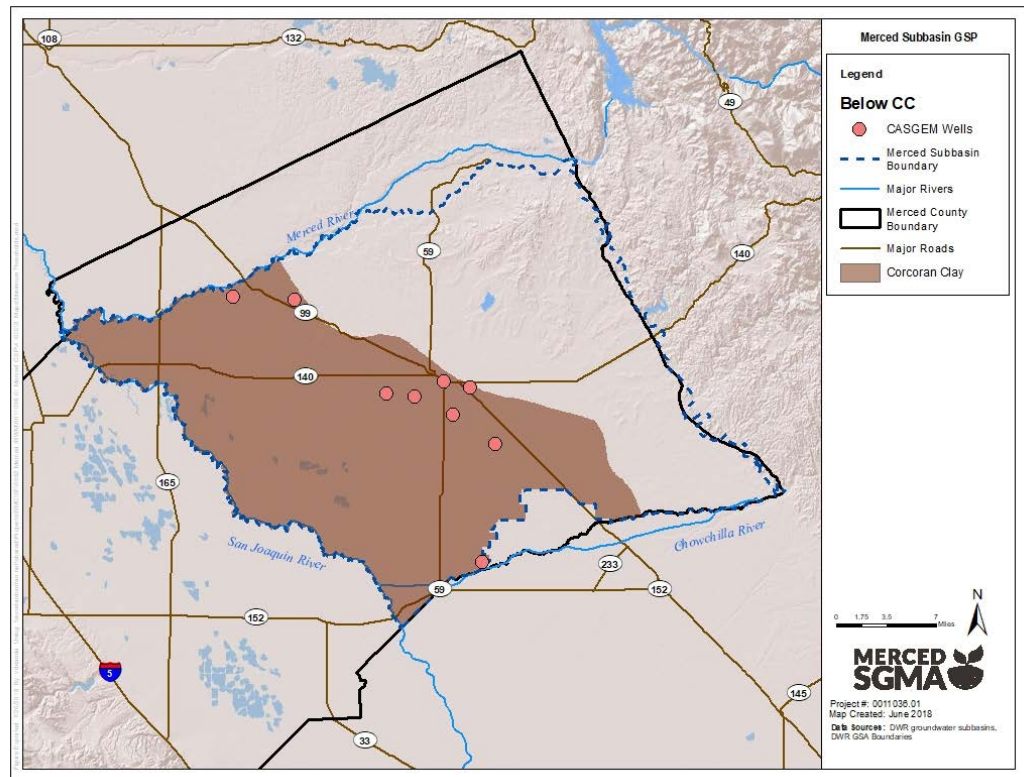 Merced Subbasin GSP
Legend
Below CC
CASGEM Wells
Merced Subbasin
Boundary
Major Rivers
Merced County
Boundary
Major Roads
Corcoran Clay
108
132
49
Merced River
59
140
99
140
165
San Joaquin River
Chowchilla River
233
59
152
152
5
33
145
N
0 1.75 3.5 7
Miles
MERCED
SGMA
Project #: 0011036.01
Map Created: June 2018
Data Sources: DWR groundwater subbasins,
DWR GSA Boundaries